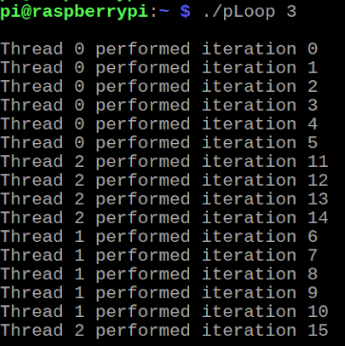 pi@raspberrypi:~ $ ./pLoop 3
Thread 0 performed iteration 0
Thread 0 performed iteration 1
Thread 0 performed iteration 2
Thread 0 performed iteration 3
Thread 0 performed iteration 4
Thread 0 performed iteration 5
Thread 2 performed iteration 11
Thread 2 performed iteration 12
Thread 2 performed iteration 13
Thread 2 performed iteration 14
Thread 1 performed iteration 6
Thread 1 performed iteration 7
Thread 1 performed iteration 8
Thread 1 performed iteration 9
Thread 1 performed iteration 10
Thread 2 performed iteration 15